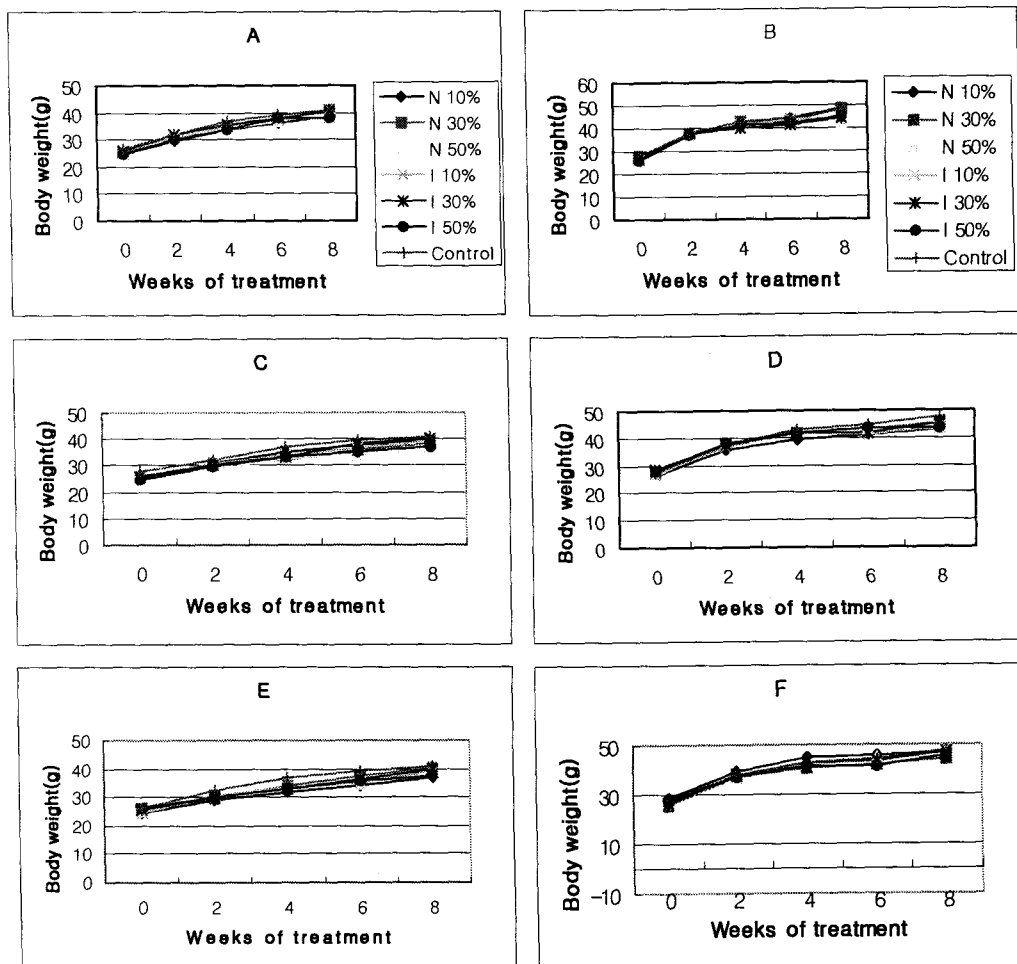 A
Body weight(g)
50
40
30
20
10
0
0 2 4 6 8
Weeks of treatment
N 10%
N 30%
N 50%
I 10%
I 30%
I 50%
Control
B
Body weight(g)
60
50
40
30
20
10
0
0 2 4 6 8
Weeks of treatment
N 10%
N 30%
N 50%
I 10%
I 30%
I 50%
Control
C
Body weight(g)
50
40
30
20
10
0
0 2 4 6 8
Weeks of treatment
D
Body weight(g)
50
40
30
20
10
0
0 2 4 6 8
Weeks of treatment
E
Body weight(g)
50
40
30
20
10
0
0 2 4 6 8
Weeks of treatment
F
Body weight(g)
50
30
10
-10
0 2 4 6 8
Weeks of treatment